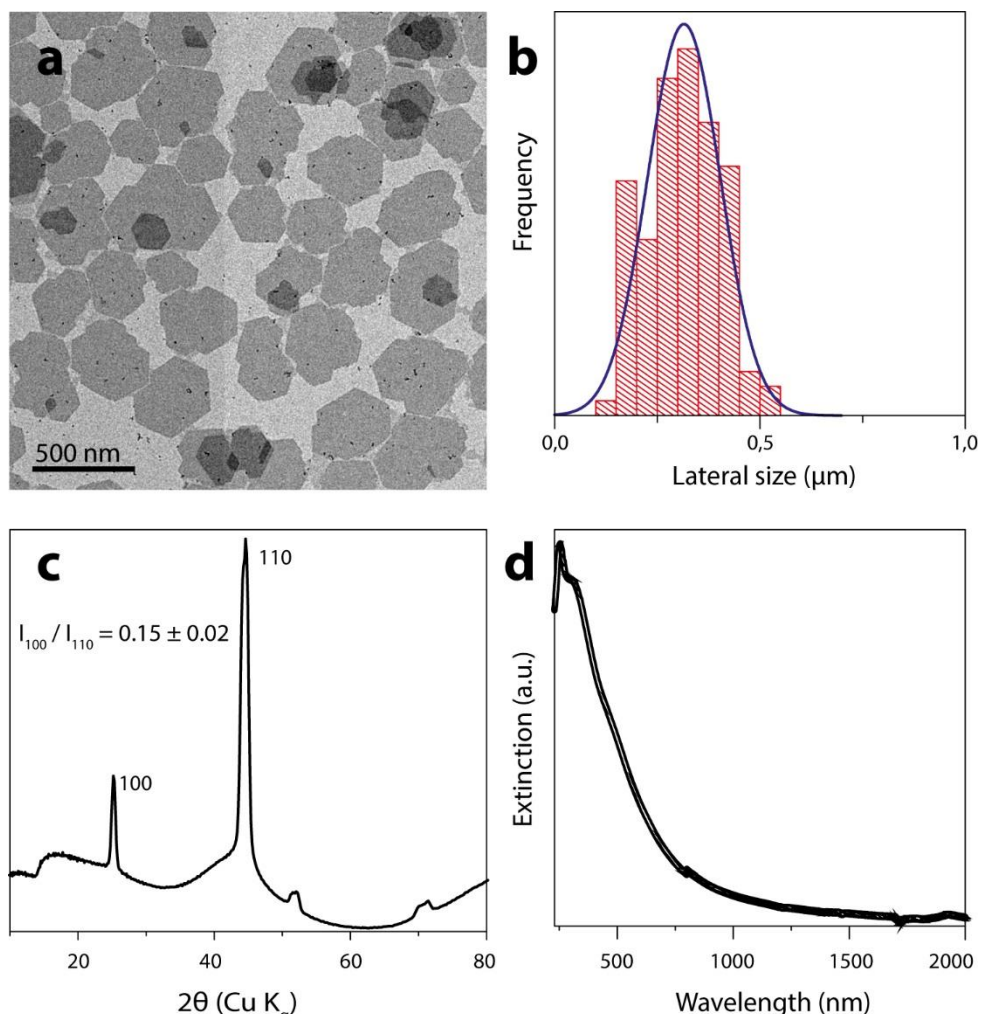 a
500 nm
b
Frequency
0,0
0,5
1,0
Lateral size (µm)
c
110
I100 / I110 = 0.15 ± 0.02
100
20
40
60
80
2θ (Cu Kα)
d
Extinction (a.u.)
500
1000
1500
2000
Wavelength (nm)